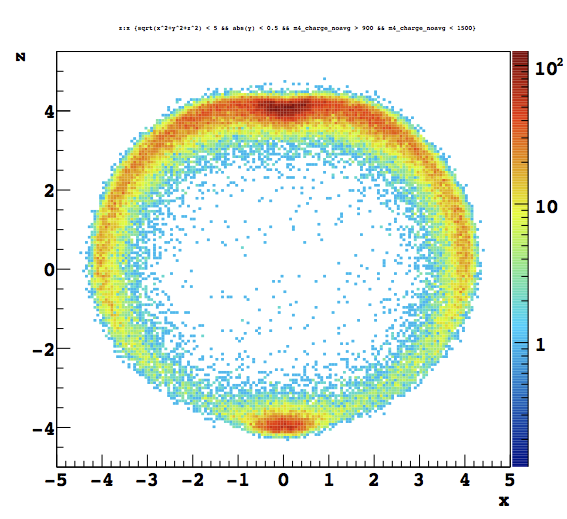 z:x {sqrt(x^2+y^2+z^2) < 5 && abs(y) < 0.5 && m4_charge_noavg > 900 && m4_charge_noavg < 1500}
z
10²
4
2
10
0
1
−2
−4
−5 −4 −3 −2 −1 0 1 2 3 4 5
x